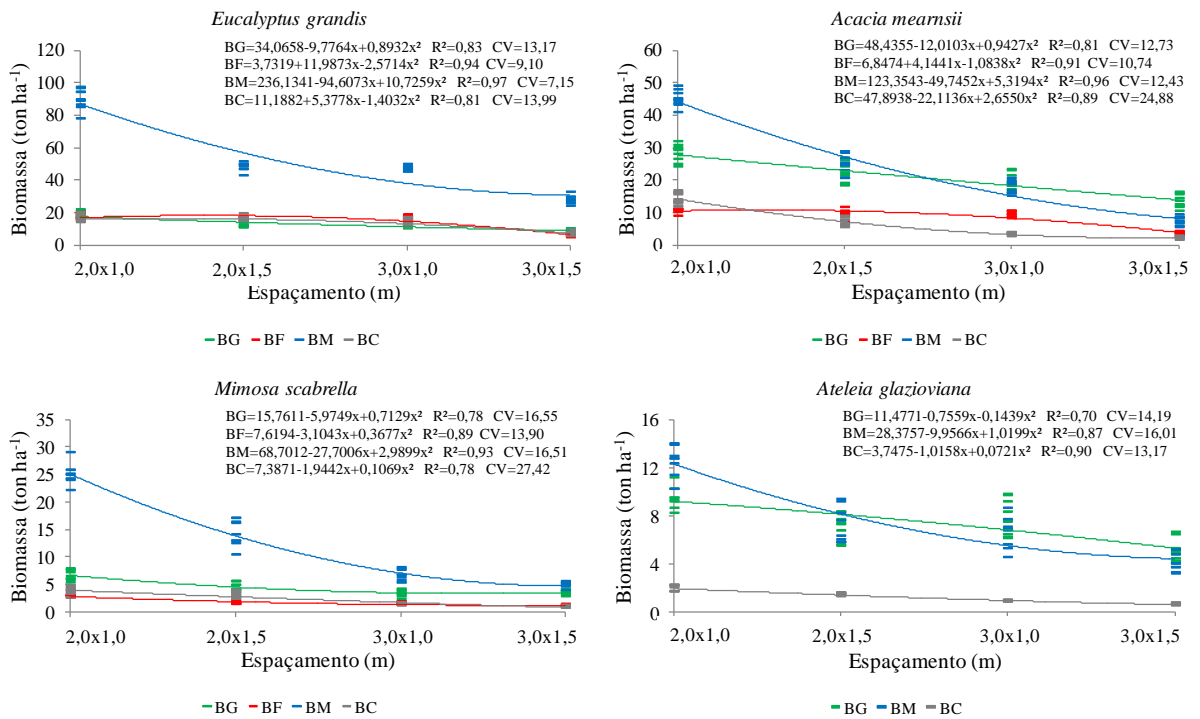 Eucalyptus grandis
BG=34,0658-9,7764x+0,8932x² R²=0,83 CV=13,17
BF=3,7319+11,9873x-2,5714x² R²=0,94 CV=9,10
BM=236,1341-94,6073x+10,7259x² R²=0,97 CV=7,15
BC=11,1882+5,3778x-1,4032x² R²=0,81 CV=13,99
Biomassa (ton ha⁻¹)
120
100
80
60
40
20
0
2,0x1,0 2,0x1,5 3,0x1,0 3,0x1,5
Espaçamento (m)
BG BF BM BC
Acacia mearnsii
BG=48,4355-12,0103x+0,9427x² R²=0,81 CV=12,73
BF=6,8474+4,1441x-1,0838x² R²=0,91 CV=10,74
BM=123,3543-49,7452x+5,3194x² R²=0,96 CV=12,43
BC=47,8938-22,1136x+2,6550x² R²=0,89 CV=24,88
Biomassa (ton ha⁻¹)
60
50
40
30
20
10
0
2,0x1,0 2,0x1,5 3,0x1,0 3,0x1,5
Espaçamento (m)
BG BF BM BC
Mimosa scabrella
BG=15,7611-5,9749x+0,7129x² R²=0,78 CV=16,55
BF=7,6194-3,1043x+0,3677x² R²=0,89 CV=13,90
BM=68,7012-27,7006x+2,9899x² R²=0,93 CV=16,51
BC=7,3871-1,9442x+0,1069x² R²=0,78 CV=27,42
Biomassa (ton ha⁻¹)
35
30
25
20
15
10
5
0
2,0x1,0 2,0x1,5 3,0x1,0 3,0x1,5
Espaçamento (m)
BG BF BM BC
Ateleia glazioviana
BG=11,4771-0,7559x-0,1439x² R²=0,70 CV=14,19
BM=28,3757-9,9566x+1,0199x² R²=0,87 CV=16,01
BC=3,7475-1,0158x+0,0721x² R²=0,90 CV=13,17
Biomassa (ton ha⁻¹)
16
12
8
4
0
2,0x1,0 2,0x1,5 3,0x1,0 3,0x1,5
Espaçamento (m)
BG BM BC